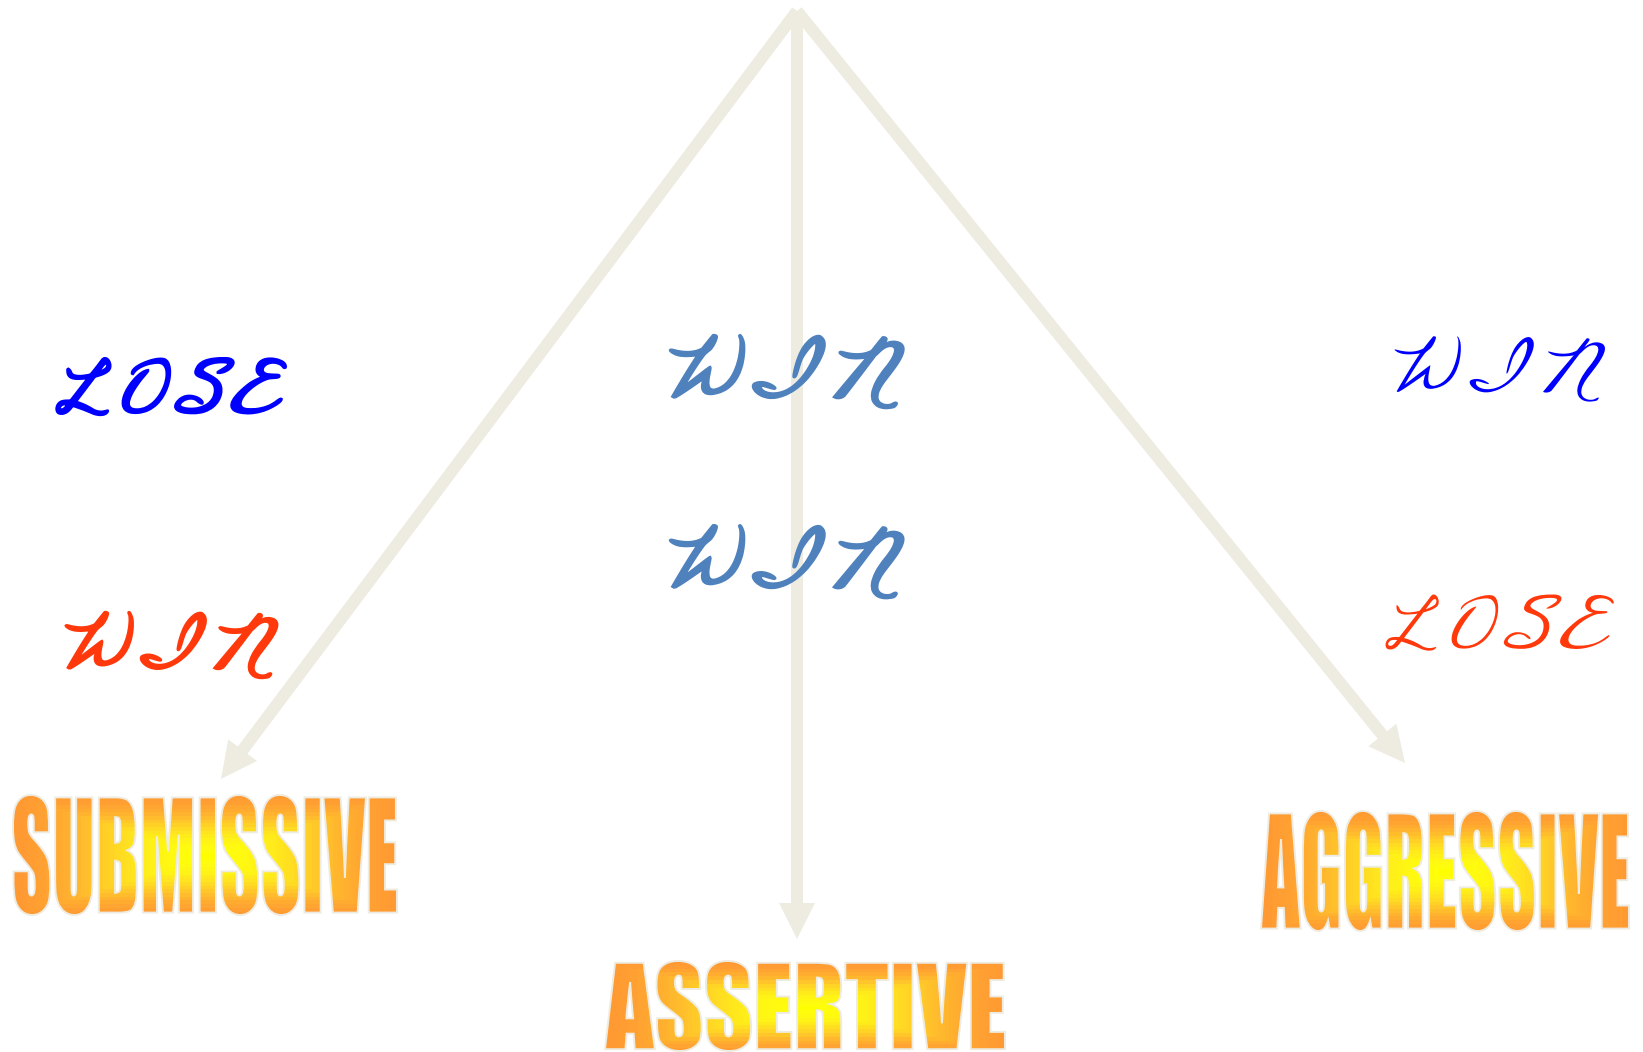 LOSE
WIN
SUBMISSIVE
WIN
WIN
ASSERTIVE
WIN
LOSE
AGGRESSIVE